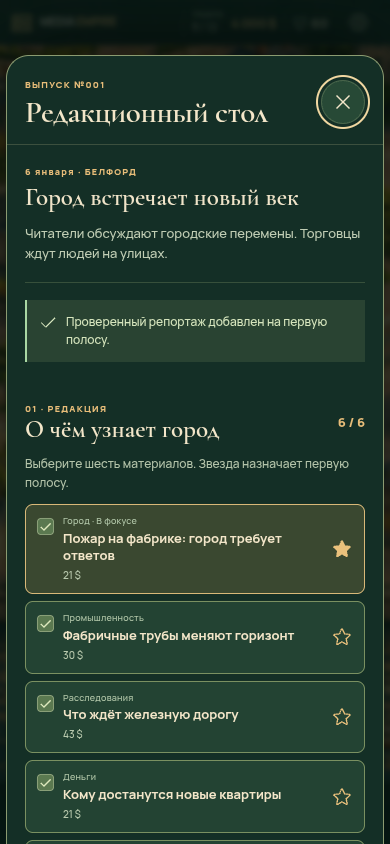 ВЫПУСК №001
Редакционный стол
6 января · БЕЛФОРД
Город встречает новый век
Читатели обсуждают городские перемены. Торговцы
ждут людей на улицах.
Проверенный репортаж добавлен на первую
полосу.
01 · РЕДАКЦИЯ
О чём узнает город
6 / 6
Выберите шесть материалов. Звезда назначает первую
полосу.
Город · В фокусе
Пожар на фабрике: город требует
ответов
21 $
Промышленность
Фабричные трубы меняют горизонт
30 $
Расследования
Что ждёт железную дорогу
43 $
Деньги
Кому достанутся новые квартиры
21 $